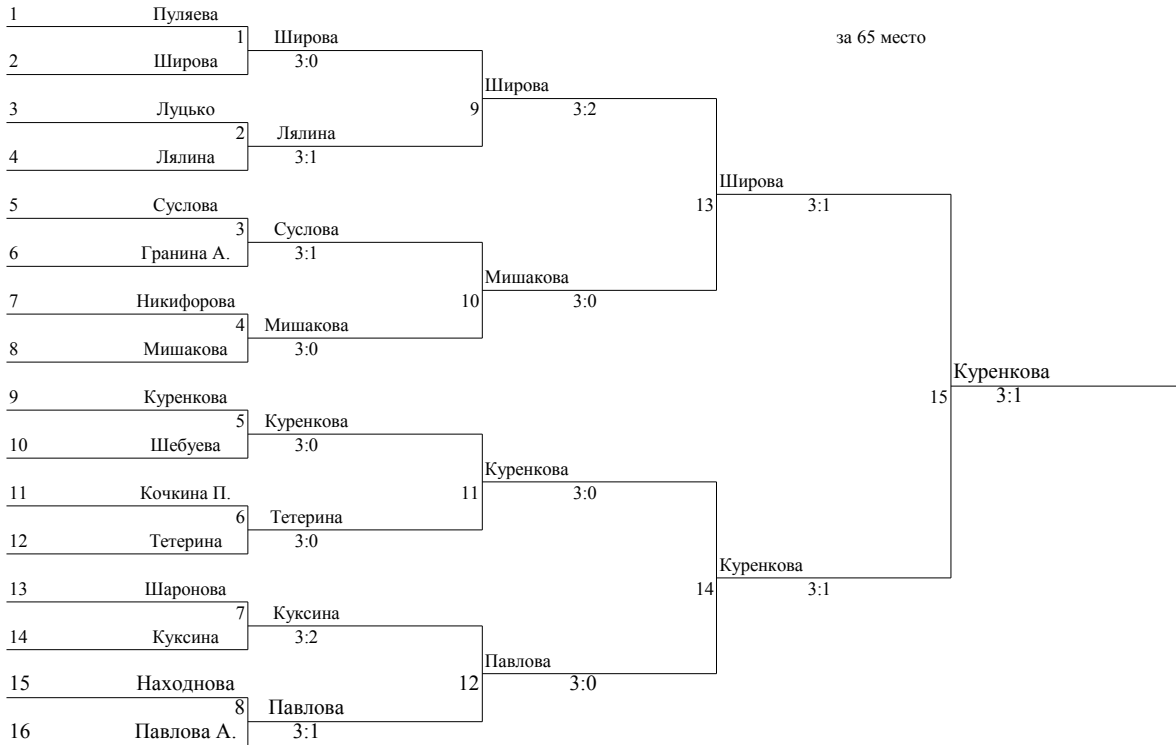 1 Пуляева
1 Широва
за 65 место
2 Широва
3:0
Широва
3 Луцько
9 3:2
2 Лялина
4 Лялина
3:1
Широва
5 Суслова
13 3:1
3 Суслова
6 Гранина А.
3:1
Мишакова
7 Никифорова
10 3:0
4 Мишакова
8 Мишакова
3:0
Куренкова
9 Куренкова
15 3:1
5 Куренкова
10 Шебуева
3:0
Куренкова
11 Кочкина П.
11 3:0
6 Тетерина
12 Тетерина
3:0
Куренкова
13 Шаронова
14 3:1
7 Куксина
14 Куксина
3:2
Павлова
15 Находнова
12 3:0
8 Павлова
16 Павлова А.
3:1